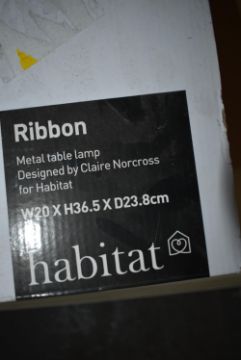 Ribbon
Metal table lamp
Designed by Claire Norcross
for Habitat
W20 X H36.5 X D23.8cm
habitat